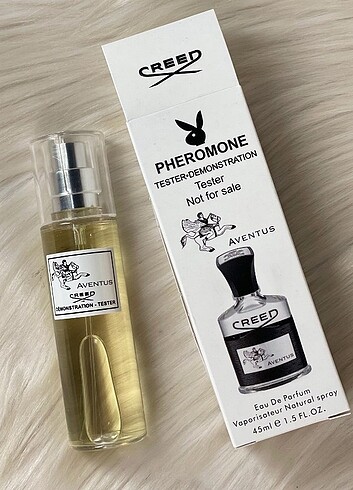 CREED
PHEROMONE
TESTER-DEMONSTRATION
Tester
Not for sale
AVENTUS
CREED
AVENTUS
Eau De Parfum
Vaporisateur Natural spray
45ml e 1.5 FL.OZ.
AVENTUS
CREED
DEMONSTRATION - TESTER